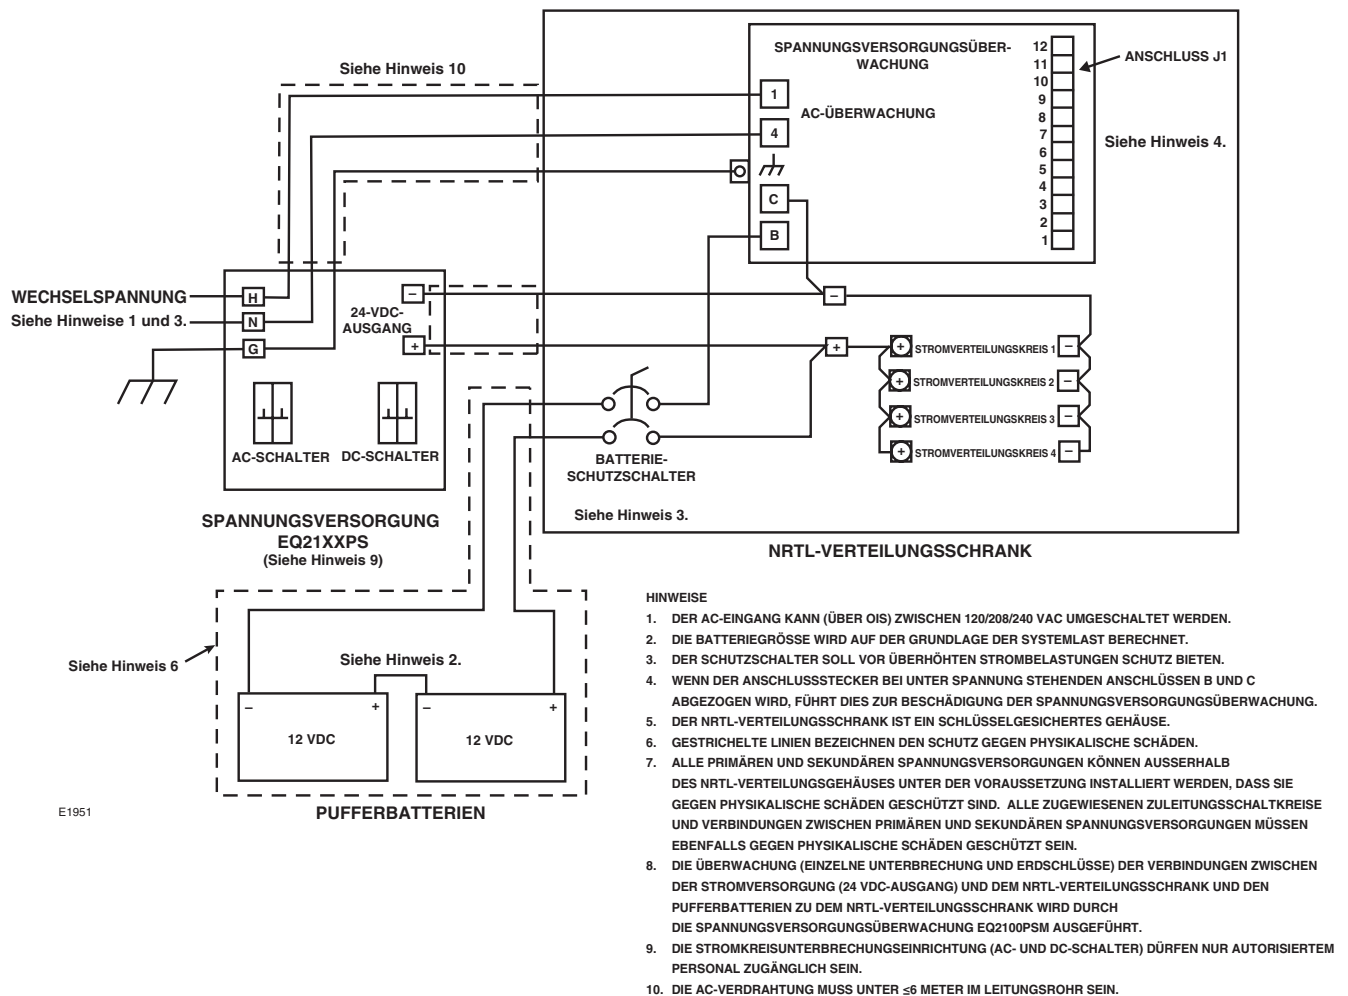 Siehe Hinweis 10
SPANNUNGSVERSORGUNGSÜBER-
WACHUNG
AC-ÜBERWACHUNG
1
4
C
B
12
11
10
9
8
7
6
5
4
3
2
1
ANSCHLUSS J1
Siehe Hinweis 4.
WECHSELSPANNUNG
Siehe Hinweise 1 und 3.
H
N
G
24-VDC-
AUSGANG
–
+
AC-SCHALTER
DC-SCHALTER
SPANNUNGSVERSORGUNG
EQ21XXPS
(Siehe Hinweis 9)
–
+
+ STROMVERTEILUNGSKREIS 1 –
+ STROMVERTEILUNGSKREIS 2 –
+ STROMVERTEILUNGSKREIS 3 –
+ STROMVERTEILUNGSKREIS 4 –
BATTERIE-
SCHUTZSCHALTER
Siehe Hinweis 3.
NRTL-VERTEILUNGSSCHRANK
Siehe Hinweis 6
Siehe Hinweis 2.
– +
12 VDC
– +
12 VDC
PUFFERBATTERIEN
E1951
HINWEISE
1. DER AC-EINGANG KANN (ÜBER OIS) ZWISCHEN 120/208/240 VAC UMGESCHALTET WERDEN.
2. DIE BATTERIEGRÖSSE WIRD AUF DER GRUNDLAGE DER SYSTEMLAST BERECHNET.
3. DER SCHUTZSCHALTER SOLL VOR ÜBERHÖHTEN STROMBELASTUNGEN SCHUTZ BIETEN.
4. WENN DER ANSCHLUSSSTECKER BEI UNTER SPANNUNG STEHENDEN ANSCHLÜSSEN B UND C
ABGEZOGEN WIRD, FÜHRT DIES ZUR BESCHÄDIGUNG DER SPANNUNGSVERSORGUNGSÜBERWACHUNG.
5. DER NRTL-VERTEILUNGSSCHRANK IST EIN SCHLÜSSELGESICHERTES GEHÄUSE.
6. GESTRICHELTE LINIEN BEZEICHNEN DEN SCHUTZ GEGEN PHYSIKALISCHE SCHÄDEN.
7. ALLE PRIMÄREN UND SEKUNDÄREN SPANNUNGSVERSORGUNGEN KÖNNEN AUSSERHALB
DES NRTL-VERTEILUNGSGEHÄUSES UNTER DER VORAUSSETZUNG INSTALLIERT WERDEN, DASS SIE
GEGEN PHYSIKALISCHE SCHÄDEN GESCHÜTZT SIND. ALLE ZUGEWIESENEN ZULEITUNGSSCHALTKREISE
UND VERBINDUNGEN ZWISCHEN PRIMÄREN UND SEKUNDÄREN SPANNUNGSVERSORGUNGEN MÜSSEN
EBENFALLS GEGEN PHYSIKALISCHE SCHÄDEN GESCHÜTZT SEIN.
8. DIE ÜBERWACHUNG (EINZELNE UNTERBRECHUNG UND ERDSCHLÜSSE) DER VERBINDUNGEN ZWISCHEN
DER STROMVERSORGUNG (24 VDC-AUSGANG) UND DEM NRTL-VERTEILUNGSSCHRANK UND DEN
PUFFERBATTERIEN ZU DEM NRTL-VERTEILUNGSSCHRANK WIRD DURCH
DIE SPANNUNGSVERSORGUNGSÜBERWACHUNG EQ2100PSM AUSGEFÜHRT.
9. DIE STROMKREISUNTERBRECHUNGSEINRICHTUNG (AC- UND DC-SCHALTER) DÜRFEN NUR AUTORISIERTEM
PERSONAL ZUGÄNGLICH SEIN.
10. DIE AC-VERDRAHTUNG MUSS UNTER ≤6 METER IM LEITUNGSROHR SEIN.